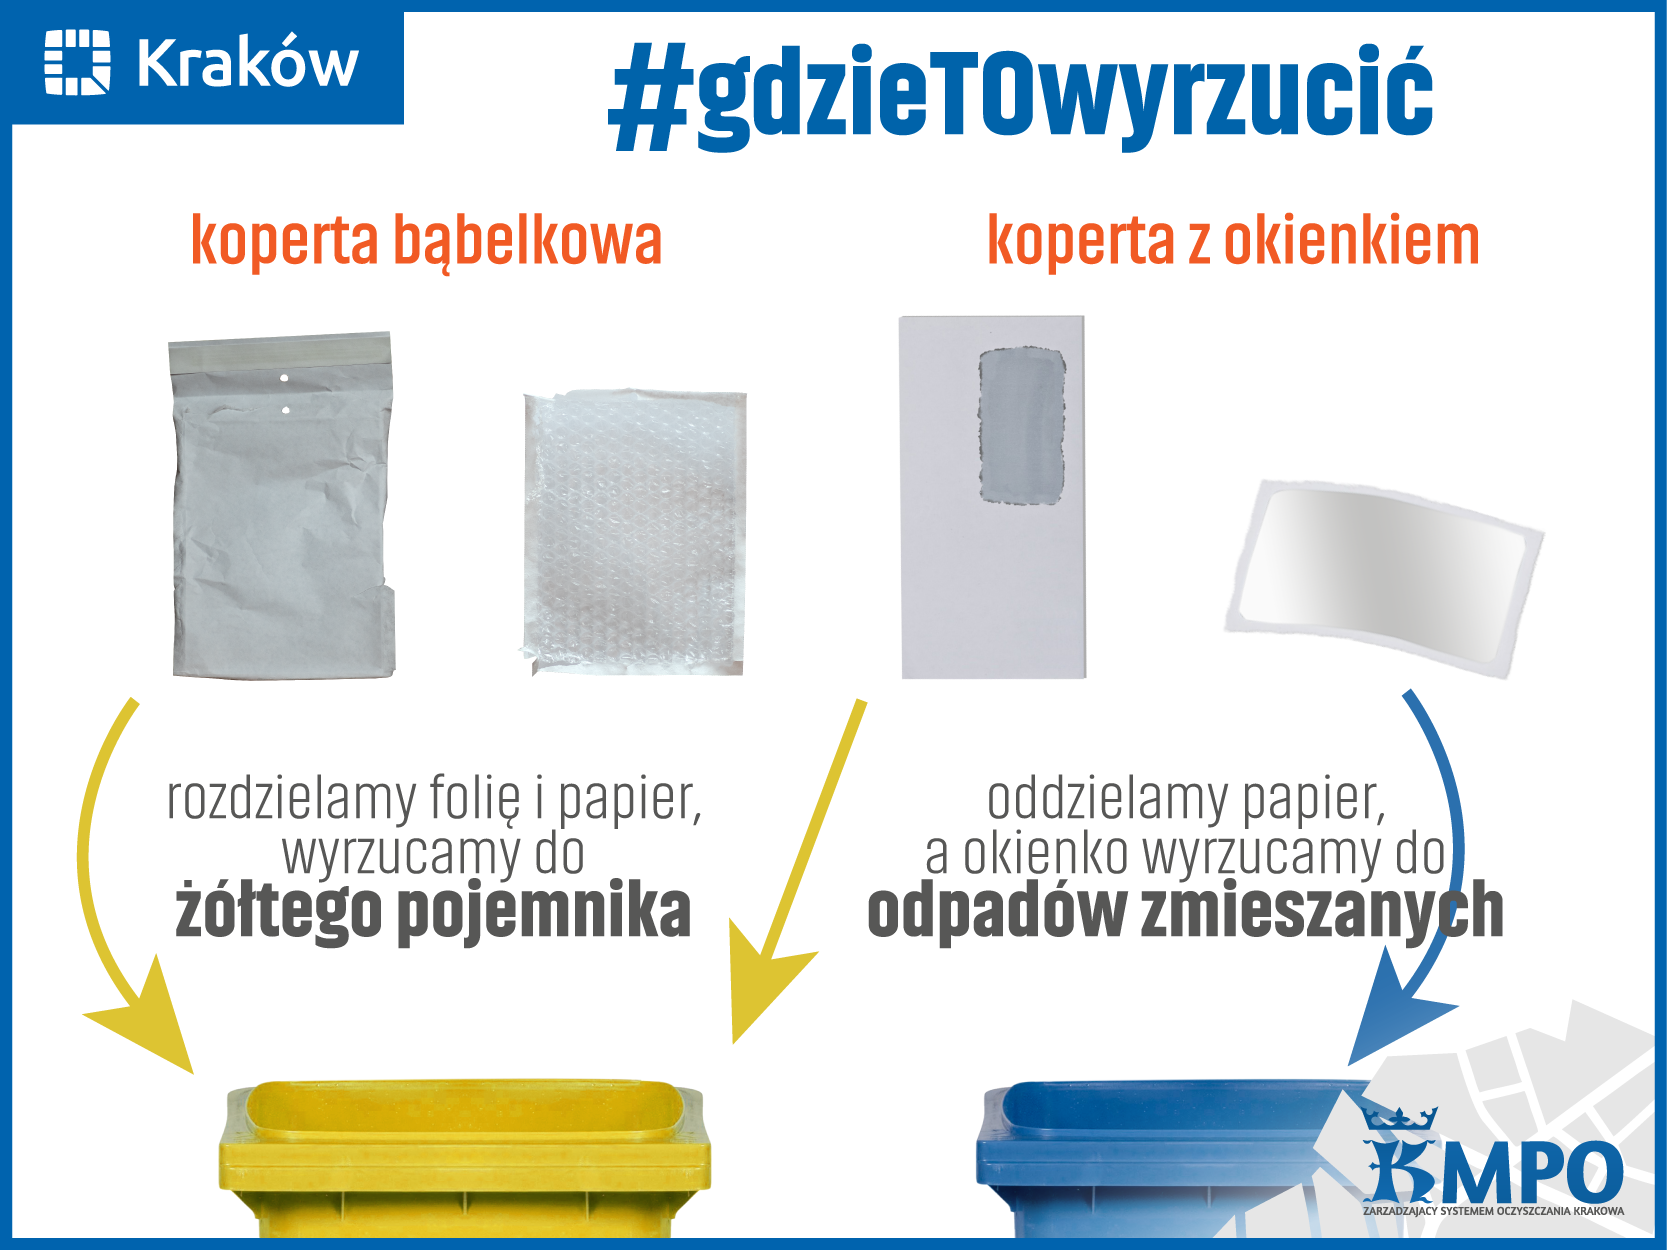 Kraków
#gdzieTOwyrzucić
koperta bąbelkowa
koperta z okienkiem
rozdzielamy folię i papier,
wyrzucamy do
żółtego pojemnika
oddzielamy papier,
a okienko wyrzucamy do
odpadów zmieszanych
MPO
ZARZADZAJĄCY SYSTEMEM OCZYSZCZANIA KRAKOWA